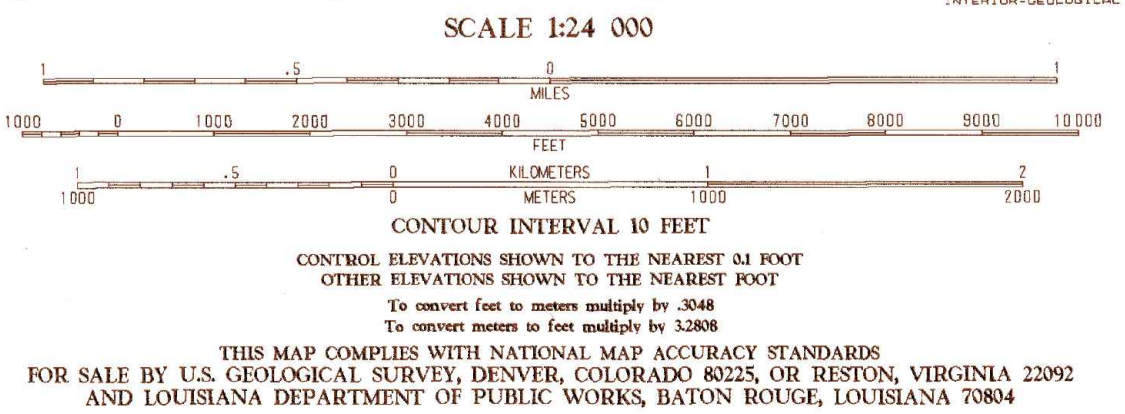 INTERIOR-GEOLOGICAL
SCALE 1:24 000
1 .5 0 1
MILES
1000 0 1000 2000 3000 4000 5000 6000 7000 8000 9000 10 000
FEET
1 .5 0 KILOMETERS 1 2
1000 0 METERS 1000 2000
CONTOUR INTERVAL 10 FEET
CONTROL ELEVATIONS SHOWN TO THE NEAREST 0.1 FOOT
OTHER ELEVATIONS SHOWN TO THE NEAREST FOOT
To convert feet to meters multiply by .3048
To convert meters to feet multiply by 3.2808
THIS MAP COMPLIES WITH NATIONAL MAP ACCURACY STANDARDS
FOR SALE BY U.S. GEOLOGICAL SURVEY, DENVER, COLORADO 80225, OR RESTON, VIRGINIA 22092
AND LOUISIANA DEPARTMENT OF PUBLIC WORKS, BATON ROUGE, LOUISIANA 70804